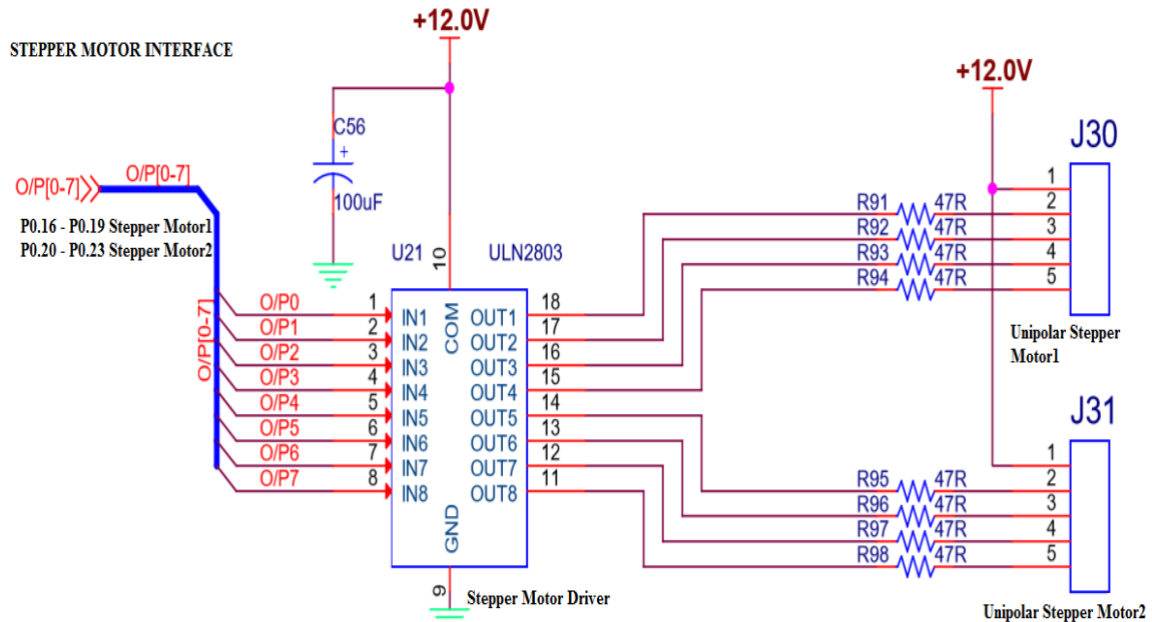 +12.0V
STEPPER MOTOR INTERFACE
+12.0V
C56
+
100uF
J30
O/P[0-7]
O/P[0-7]
P0.16 - P0.19 Stepper Motor1
P0.20 - P0.23 Stepper Motor2
O/P[0-7]
U21
10
ULN2803
O/P0
O/P1
O/P2
O/P3
O/P4
O/P5
O/P6
O/P7
1
2
3
4
5
6
7
8
IN1
IN2
IN3
IN4
IN5
IN6
IN7
IN8
COM
GND
OUT1
OUT2
OUT3
OUT4
OUT5
OUT6
OUT7
OUT8
18
17
16
15
14
13
12
11
9
Stepper Motor Driver
R91 47R
R92 47R
R93 47R
R94 47R
1
2
3
4
5
Unipolar Stepper
Motor1
J31
R95 47R
R96 47R
R97 47R
R98 47R
1
2
3
4
5
Unipolar Stepper Motor2